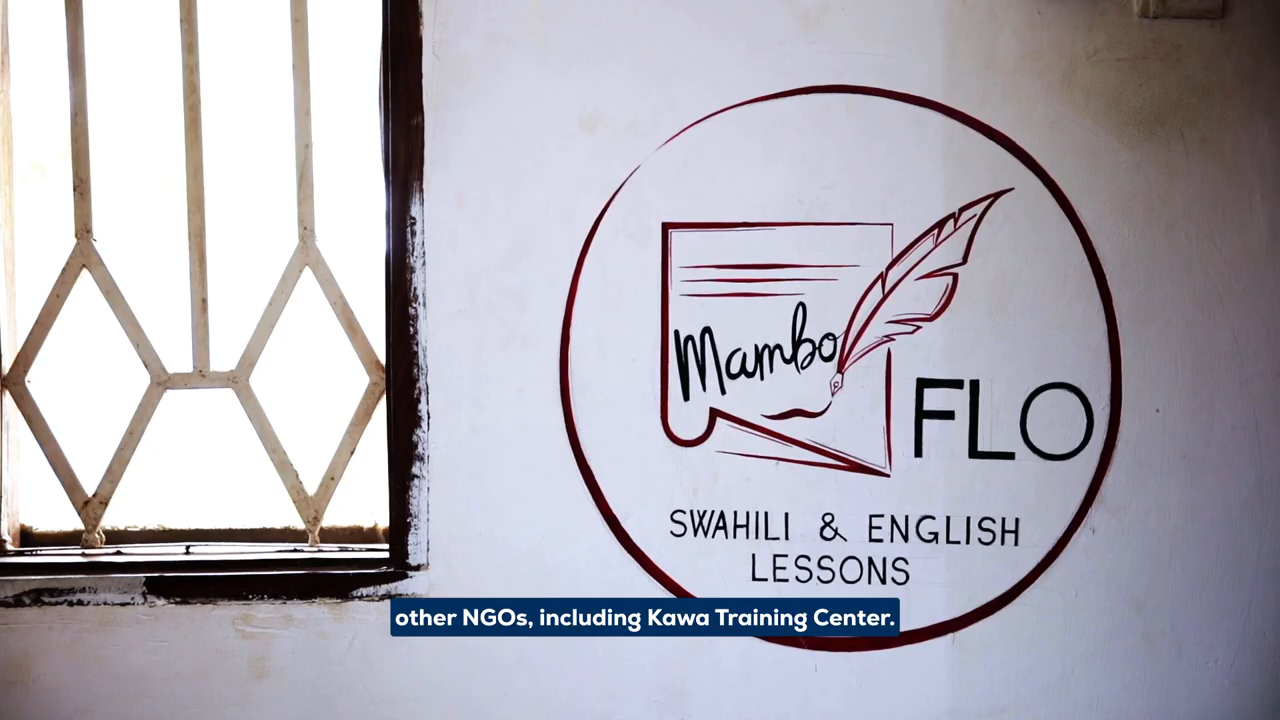 Mambo
FLO
SWAHILI & ENGLISH
LESSONS
other NGOs, including Kawa Training Center.